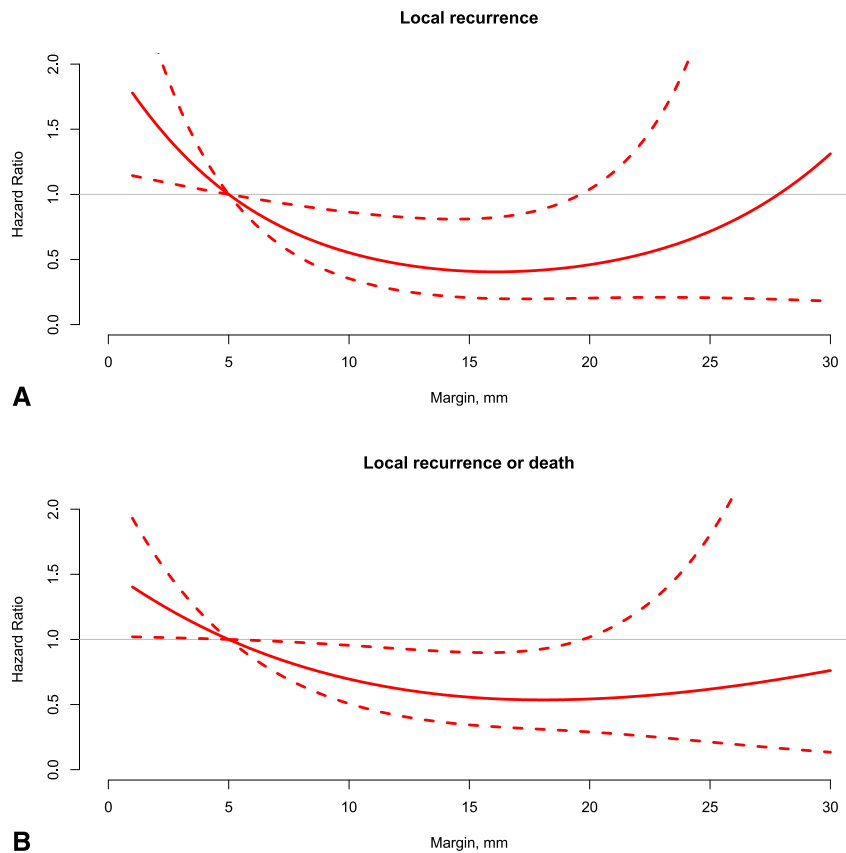 Local recurrence
Hazard Ratio
2.0
1.5
1.0
0.5
0.0
0 5 10 15 20 25 30
Margin, mm
A
Local recurrence or death
Hazard Ratio
2.0
1.5
1.0
0.5
0.0
0 5 10 15 20 25 30
Margin, mm
B